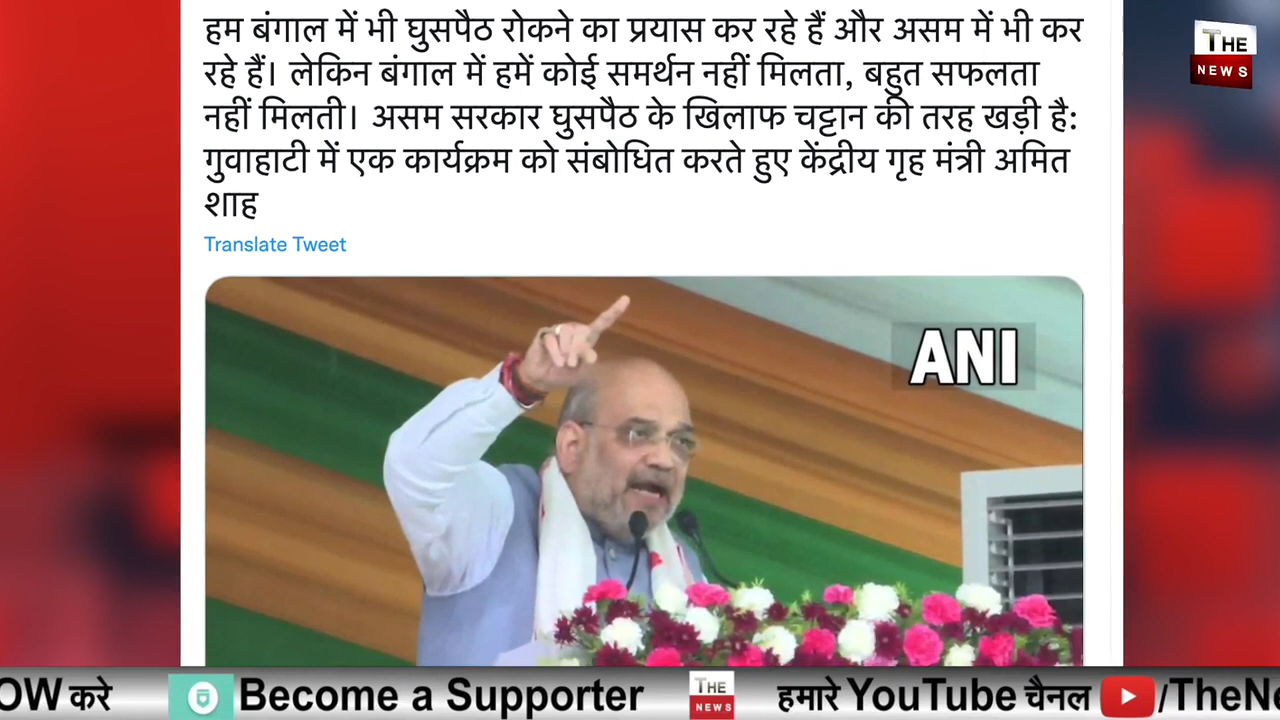 हम बंगाल में भी घुसपैठ रोकने का प्रयास कर रहे हैं और असम में भी कर
रहे हैं। लेकिन बंगाल में हमें कोई समर्थन नहीं मिलता, बहुत सफलता
नहीं मिलती। असम सरकार घुसपैठ के खिलाफ चट्टान की तरह खड़ी है:
गुवाहाटी में एक कार्यक्रम को संबोधित करते हुए केंद्रीय गृह मंत्री अमित
शाह
Translate Tweet
THE
NEWS
ANI
OW करे
Become a Supporter
THE
NEWS
हमारे YouTube चैनल
/TheNe